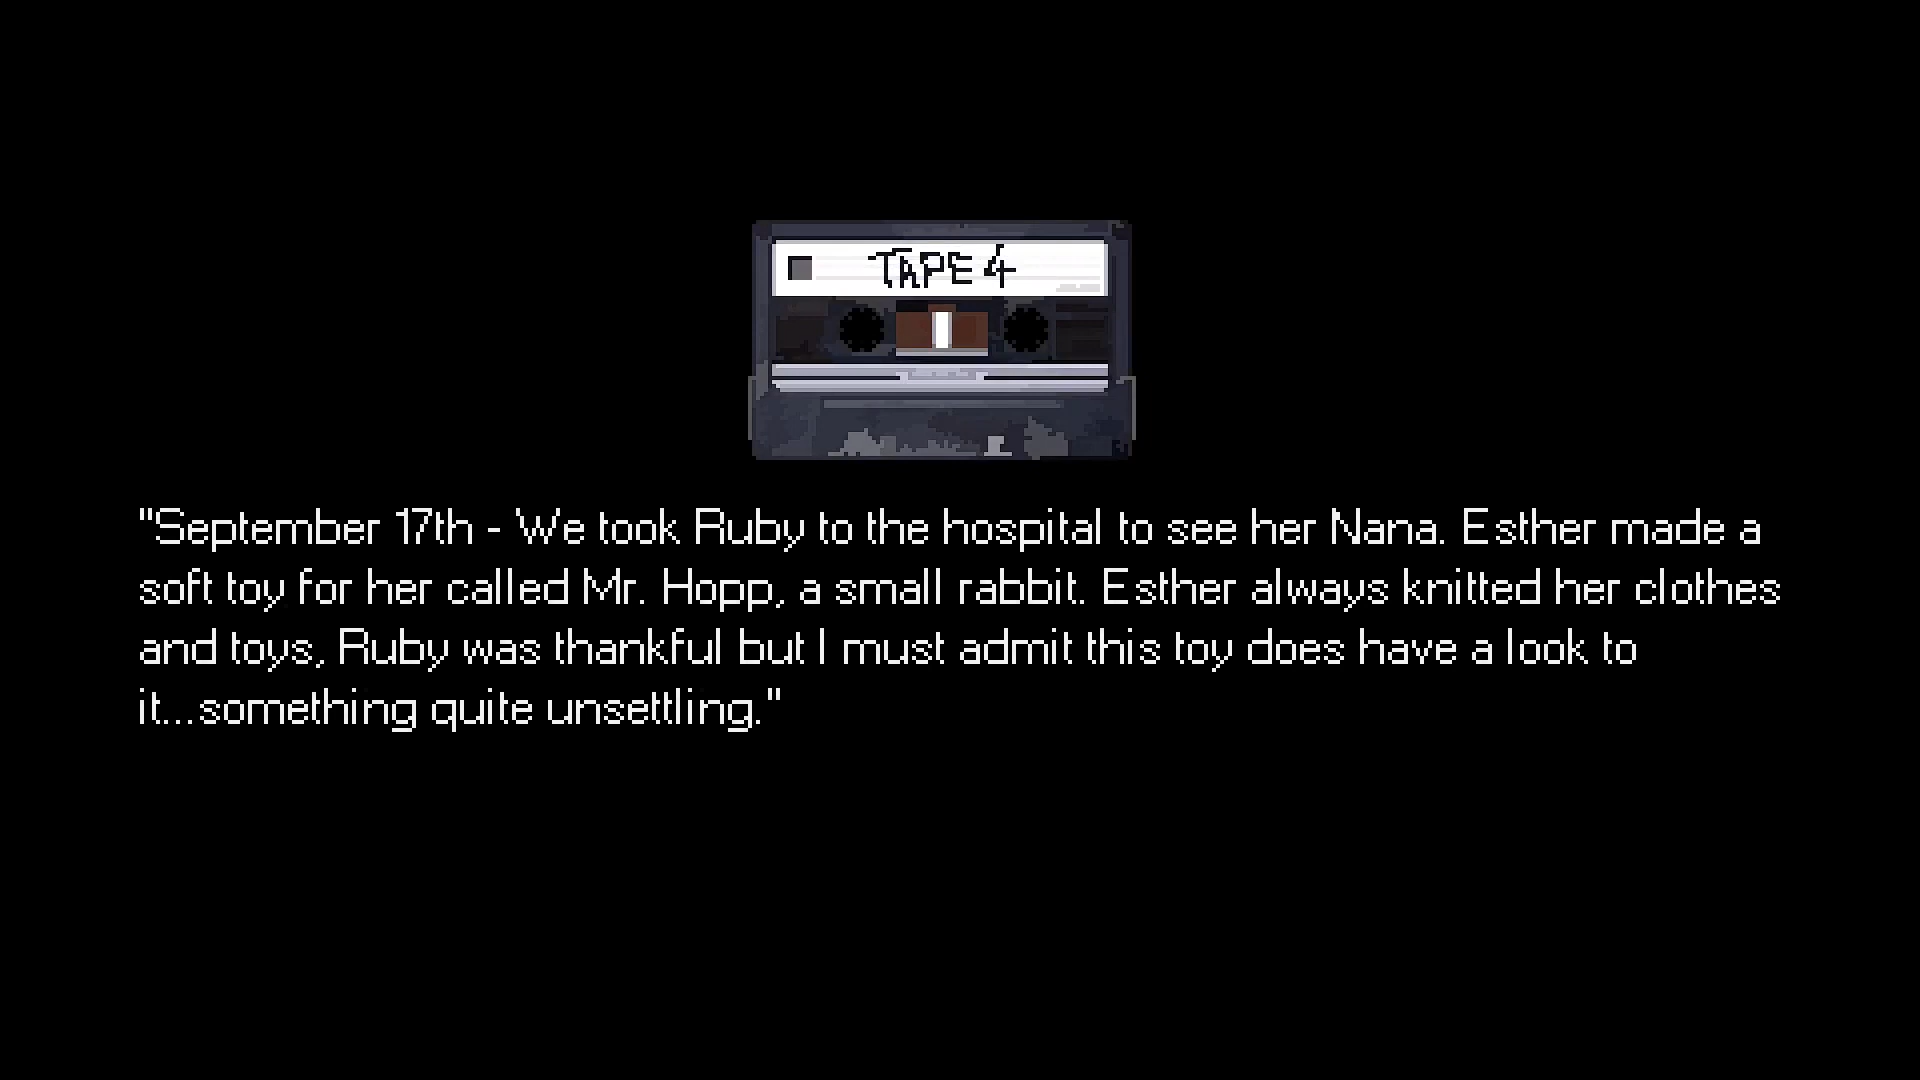 TAPE 4
"September 17th - We took Ruby to the hospital to see her Nana. Esther made a
soft toy for her called Mr. Hopp, a small rabbit. Esther always knitted her clothes
and toys, Ruby was thankful but I must admit this toy does have a look to
it...something quite unsettling."